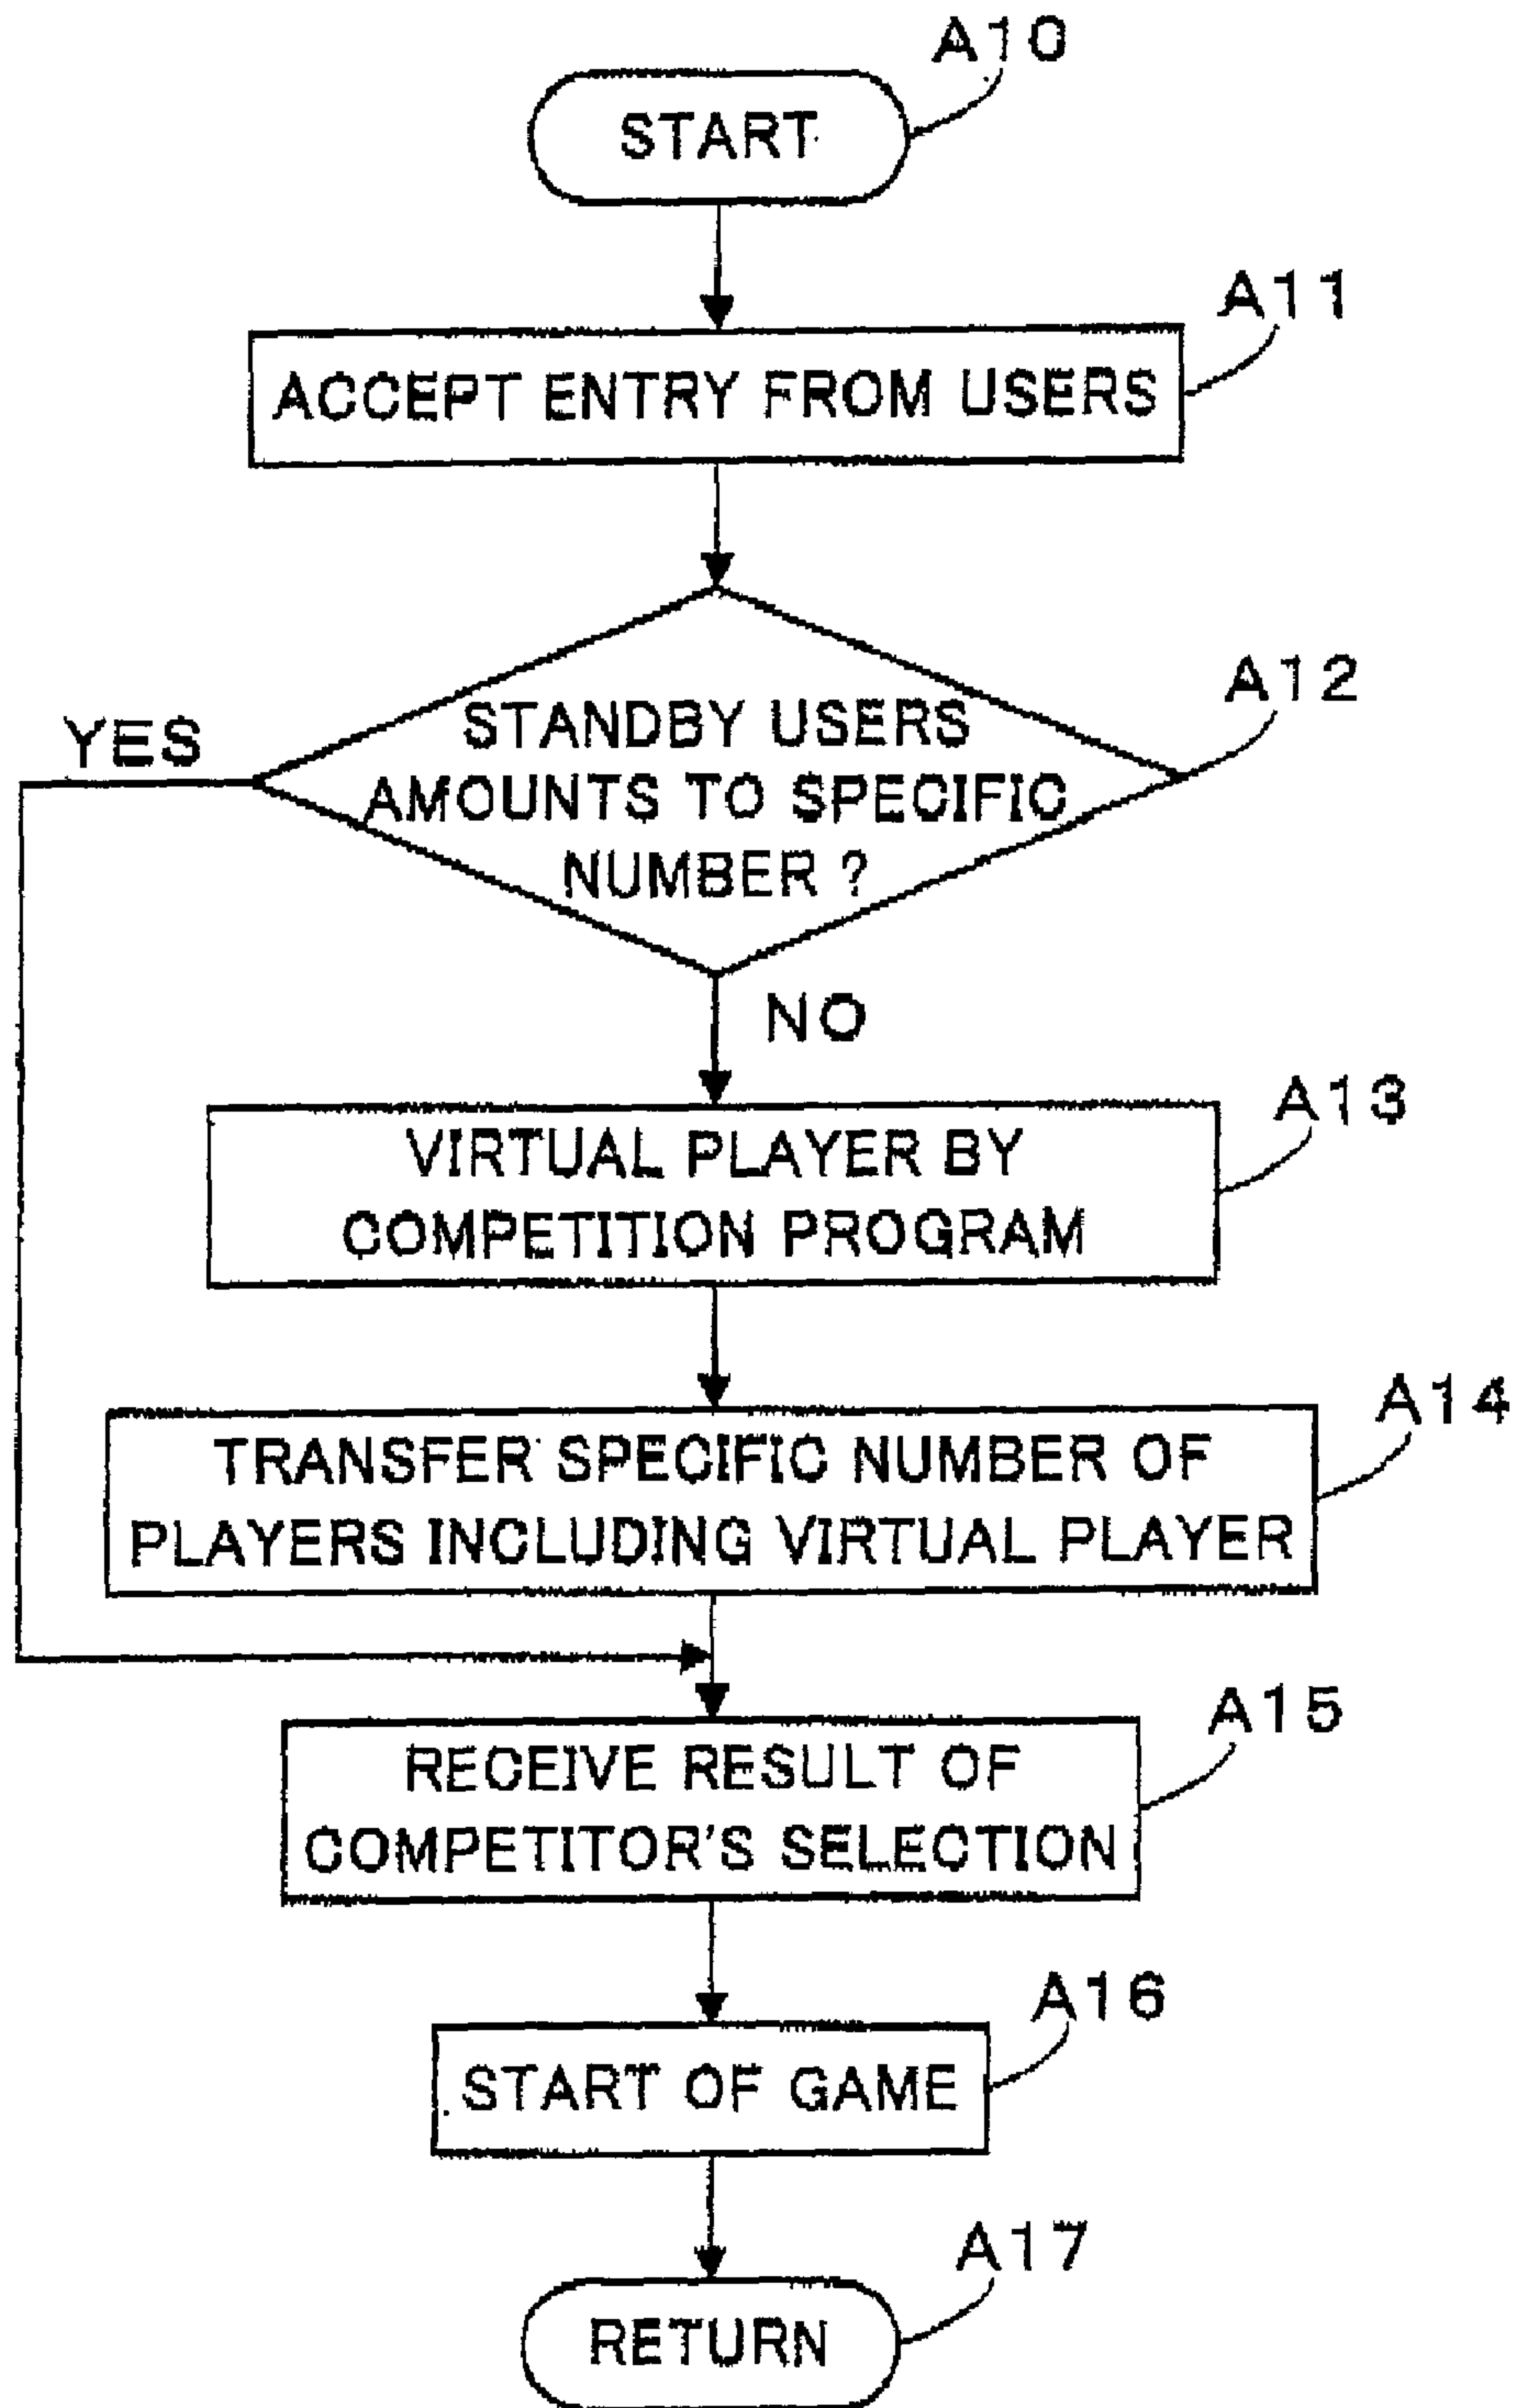 A10
START
A11
ACCEPT ENTRY FROM USERS
A12
YES
STANDBY USERS
AMOUNTS TO SPECIFIC
NUMBER ?
NO
A13
VIRTUAL PLAYER BY
COMPETITION PROGRAM
A14
TRANSFER SPECIFIC NUMBER OF
PLAYERS INCLUDING VIRTUAL PLAYER
A15
RECEIVE RESULT OF
COMPETITOR'S SELECTION
A16
START OF GAME
A17
RETURN